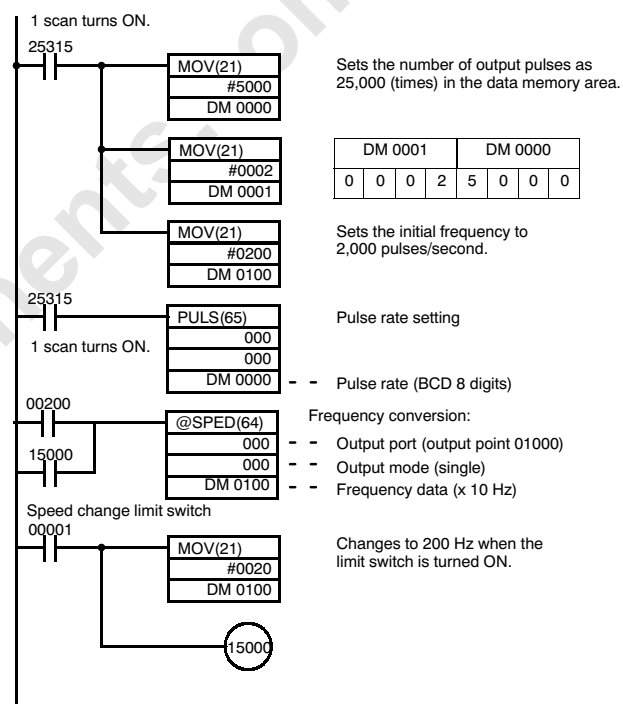 1 scan turns ON.
25315
MOV(21)
#5000
DM 0000
Sets the number of output pulses as
25,000 (times) in the data memory area.
MOV(21)
#0002
DM 0001
DM 0001 DM 0000
0 0 0 2 5 0 0 0
MOV(21)
#0200
DM 0100
Sets the initial frequency to
2,000 pulses/second.
25315
1 scan turns ON.
PULS(65)
000
000
DM 0000
Pulse rate setting
- - Pulse rate (BCD 8 digits)
00200
15000
@SPED(64)
000
000
DM 0100
Frequency conversion:
- - Output port (output point 01000)
- - Output mode (single)
- - Frequency data (x 10 Hz)
Speed change limit switch
00001
MOV(21)
#0020
DM 0100
Changes to 200 Hz when the
limit switch is turned ON.
15000